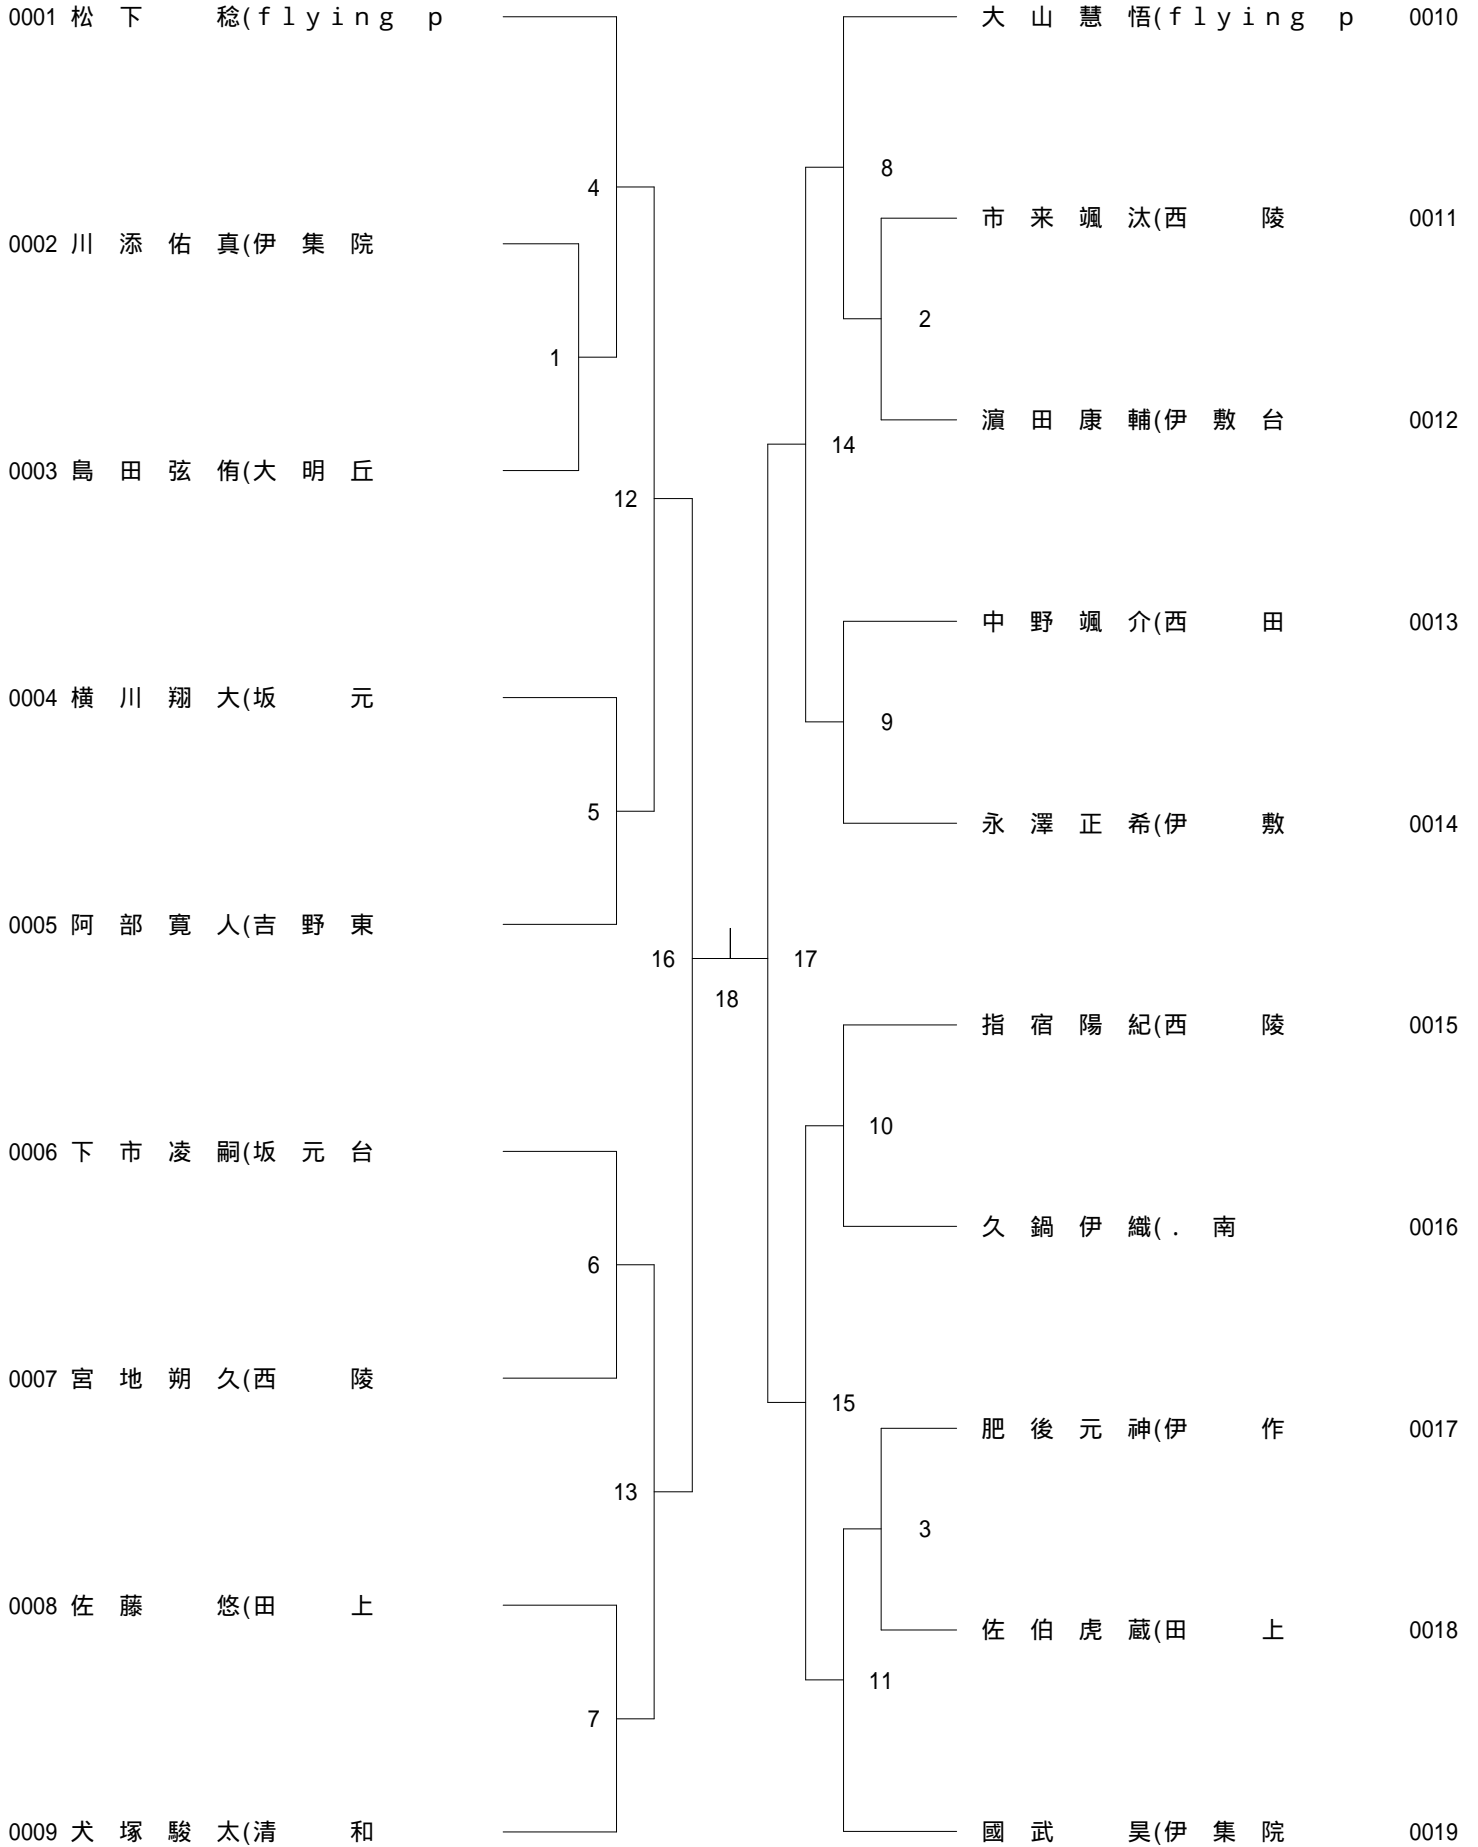 0001 松下 稔(flying p
4
0002 川添佑真(伊集院
1
0003 島田弦侑(大明丘
12
0004 横川翔大(坂 元
5
0005 阿部寛人(吉野東
16
18
0006 下市凌嗣(坂元台
6
0007 宮地朔久(西 陵
13
0008 佐藤 悠(田 上
7
0009 犬塚駿太(清 和
大山慧悟(flying p 0010
8
市来颯汰(西 陵 0011
2
濵田康輔(伊敷台 0012
14
中野颯介(西 田 0013
9
永澤正希(伊 敷 0014
17
指宿陽紀(西 陵 0015
10
久鍋伊織(. 南 0016
15
肥後元神(伊 作 0017
3
佐伯虎蔵(田 上 0018
11
國武 昊(伊集院 0019